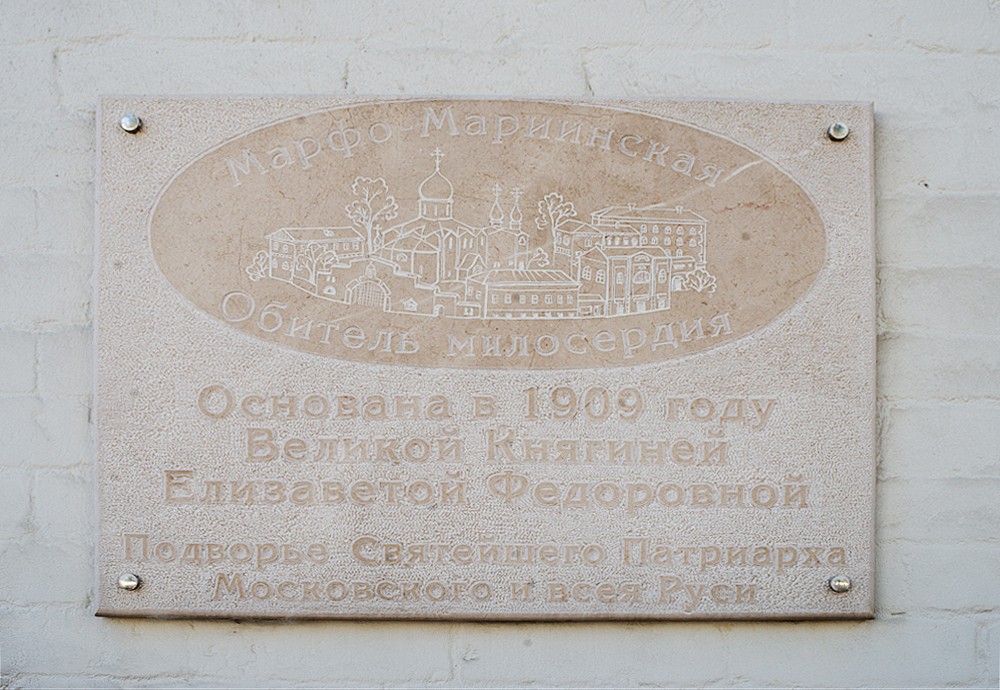 Марфо-Мариинская
Обитель милосердия
Основана в 1909 году
Великой Княгиней
Елизаветой Федоровной
Подворье Святейшего Патриарха
Московского и всея Руси